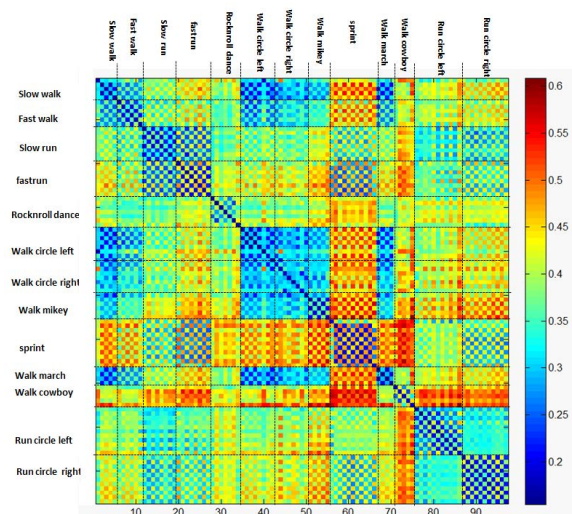 Slow walk
Fast walk
Slow run
fastrun
Rocknroll dance
Walk circle left
Walk circle right
Walk mikey
sprint
Walk march
Walk cowboy
Run circle left
Run circle right
Slow walk
Fast walk
Slow run
fastrun
Rocknroll dance
Walk circle left
Walk circle right
Walk mikey
sprint
Walk march
Walk cowboy
Run circle left
Run circle right
0.6
0.55
0.5
0.45
0.4
0.35
0.3
0.25
0.2
10 20 30 40 50 60 70 80 90